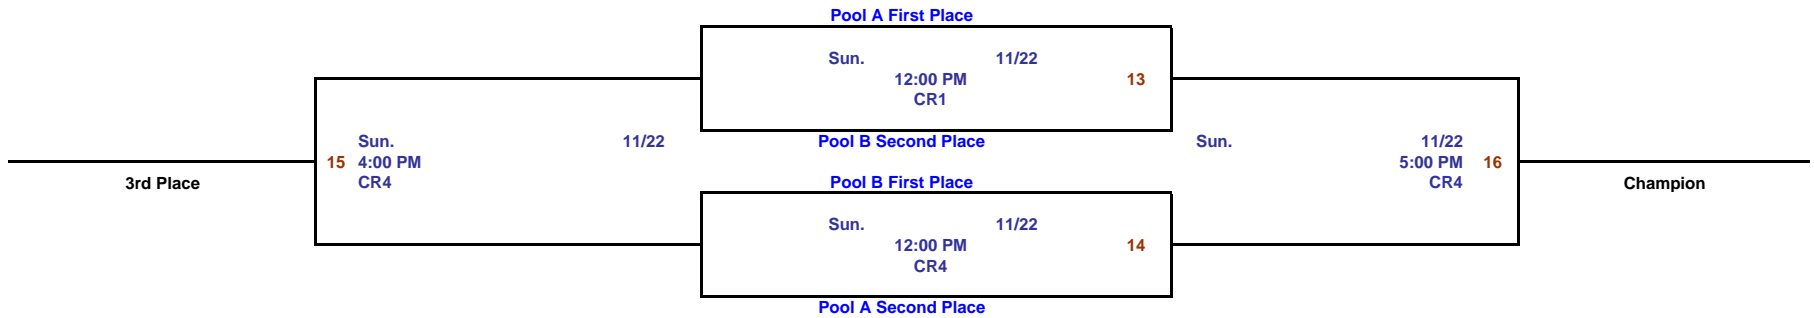 Pool A First Place
Sun. 11/22
12:00 PM 13
CR1
Sun. 11/22 Pool B Second Place Sun. 11/22
15 4:00 PM 5:00 PM 16
3rd Place CR4 Pool B First Place CR4 Champion
Sun. 11/22
12:00 PM 14
CR4
Pool A Second Place